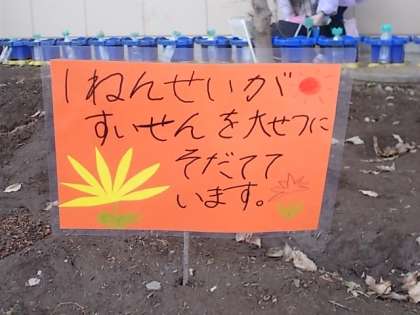 1ねんせいが
すいせんを大せつに
そだてて
います。